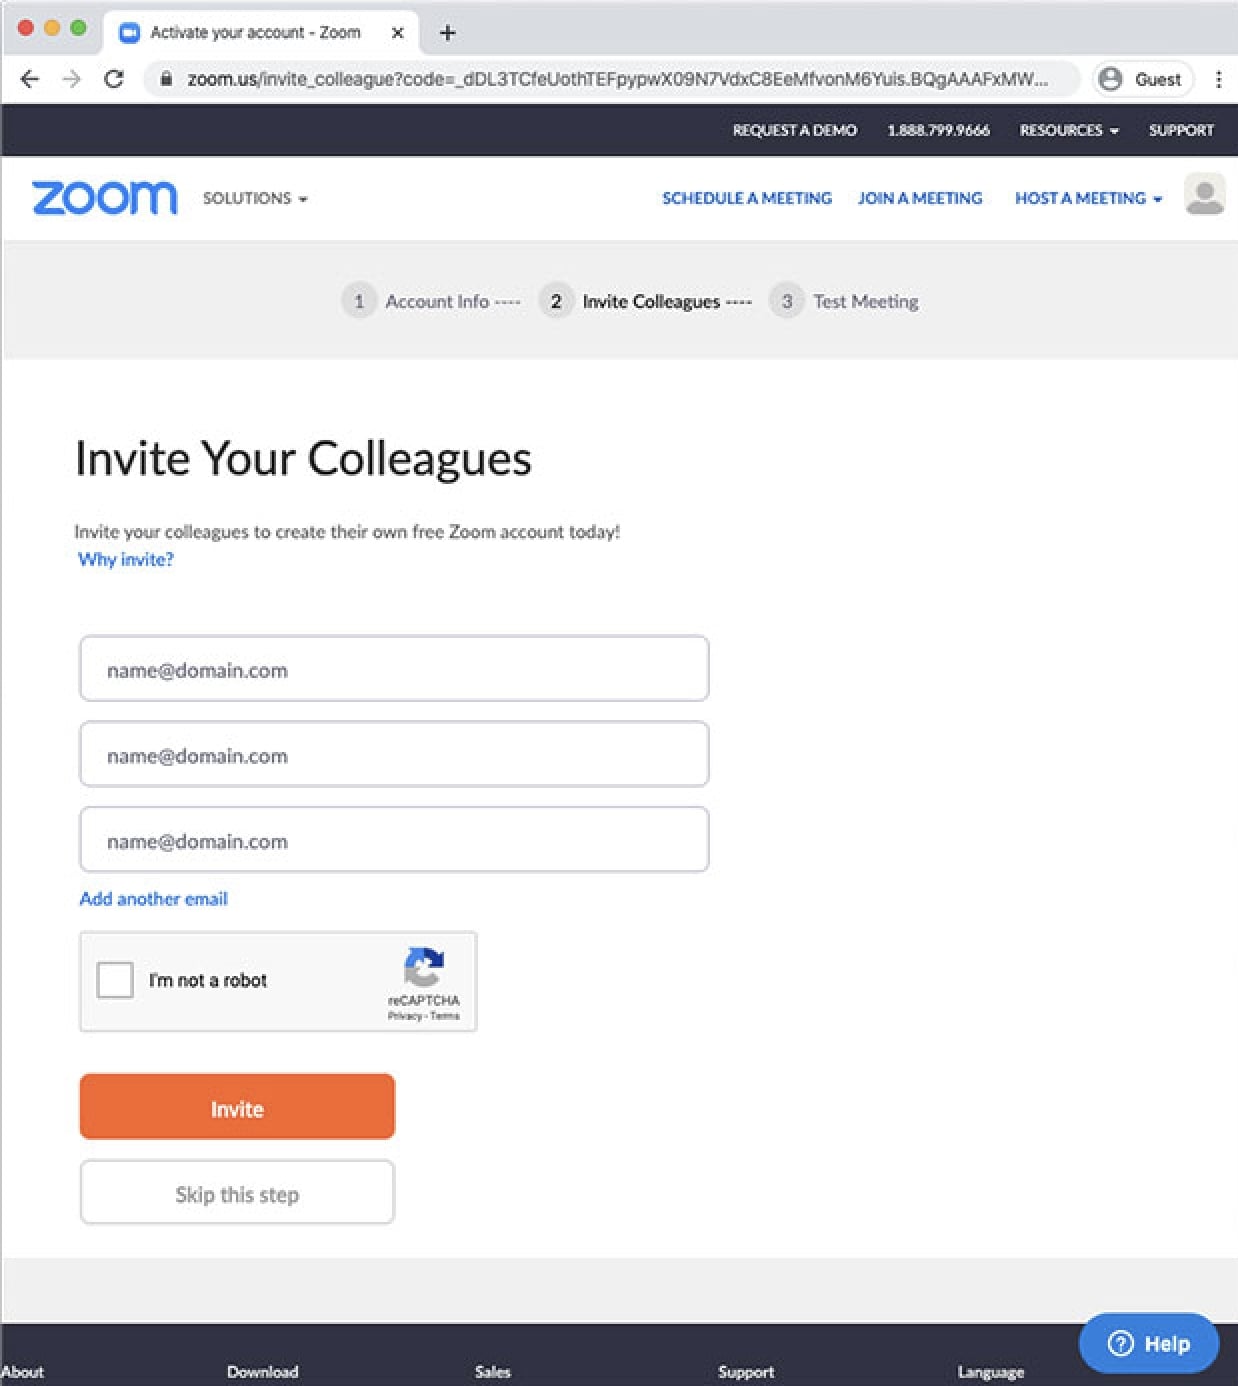 Activate your account - Zoom
zoom.us/invite_colleague?code=_dDL3TCfeUothTEFpypwX09N7VdxC8EeMfvonM6Yuis.BQgAAAFxMW...
Guest
REQUEST A DEMO 1.888.799.9666 RESOURCES SUPPORT
zoom SOLUTIONS SCHEDULE A MEETING JOIN A MEETING HOST A MEETING
1 Account Info ---- 2 Invite Colleagues ---- 3 Test Meeting
Invite Your Colleagues
Invite your colleagues to create their own free Zoom account today!
Why invite?
name@domain.com
name@domain.com
name@domain.com
Add another email
I'm not a robot
reCAPTCHA
Privacy - Terms
Invite
Skip this step
Help
About Download Sales Support Language